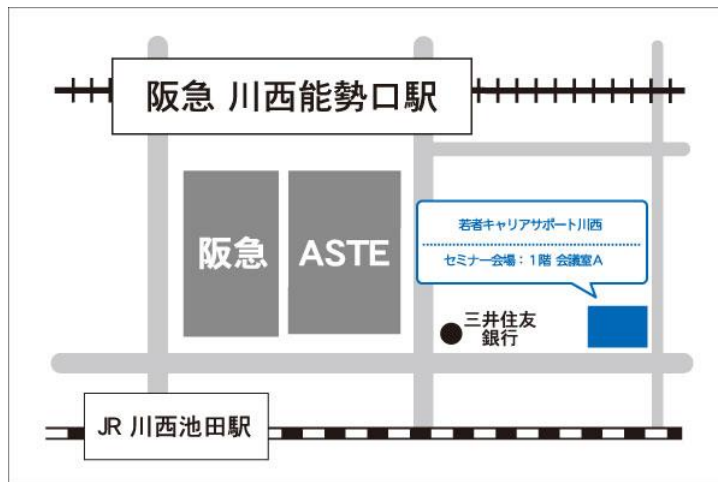 阪急 川西能勢口駅
阪急
ASTE
若者キャリアサポート川西
セミナー会場：1階 会議室A
三井住友
銀行
JR 川西池田駅